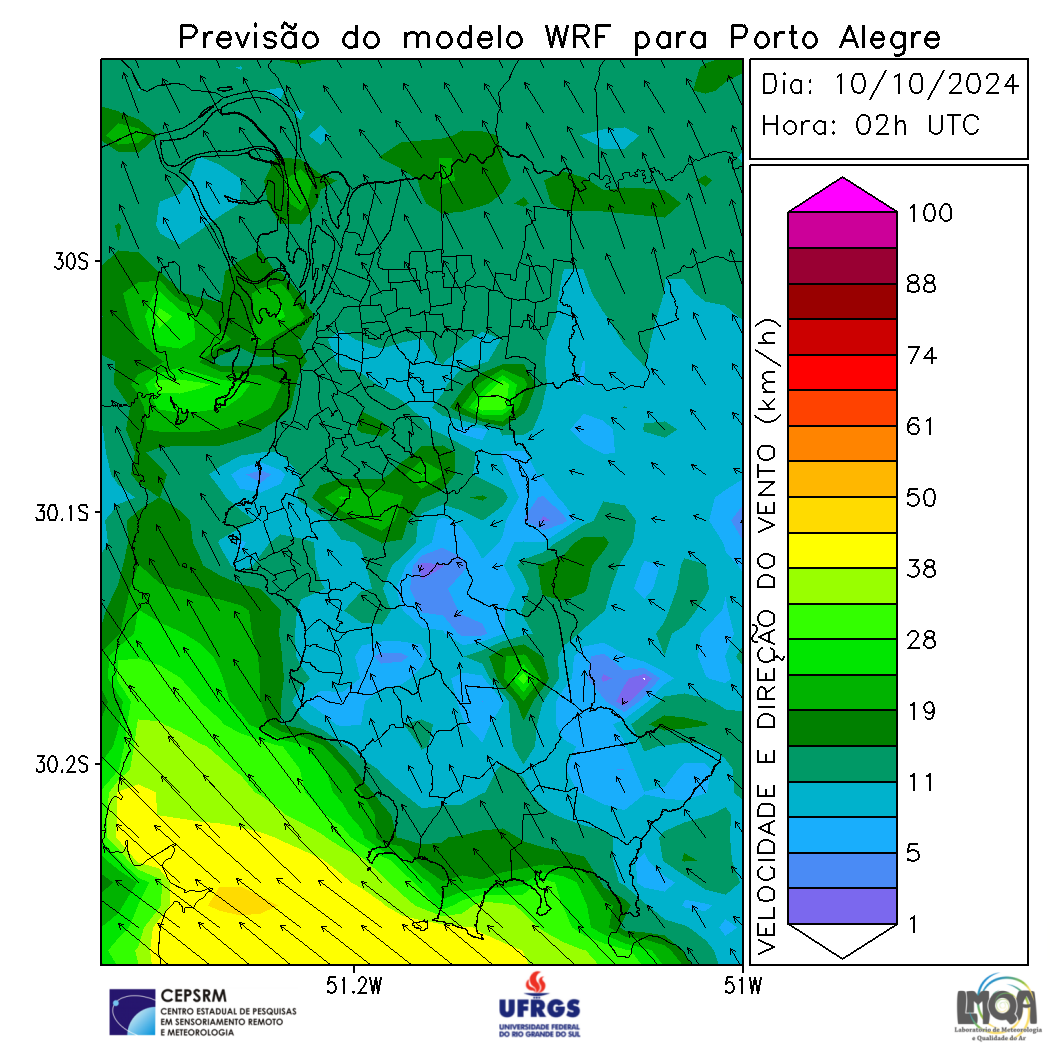 Previsão do modelo WRF para Porto Alegre
Dia: 10/10/2024
Hora: 02h UTC
30S
30.1S
30.2S
51.2W
51W
VELOCIDADE E DIREÇÃO DO VENTO (km/h)
100
88
74
61
50
38
28
19
11
5
1
CEPSRM
CENTRO ESTADUAL DE PESQUISAS
EM SENSORIAMENTO REMOTO
E METEOROLOGIA
UFRGS
UNIVERSIDADE FEDERAL
DO RIO GRANDE DO SUL
LMQA
Laboratório de Meteorologia
e Qualidade do Ar